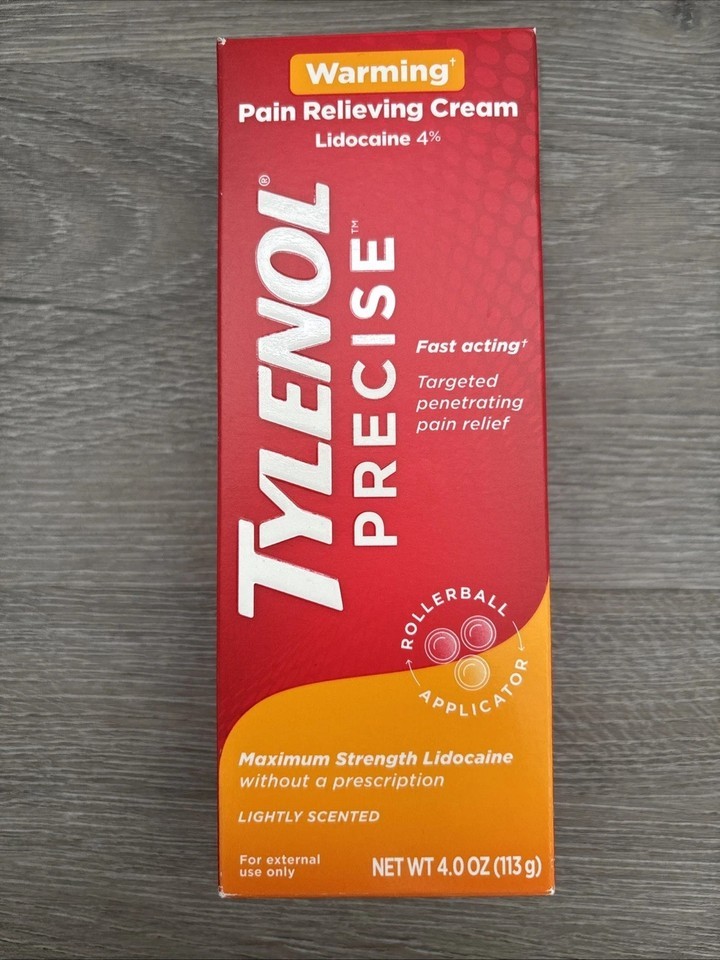 Warming†
Pain Relieving Cream
Lidocaine 4%
TYLENOL®
PRECISE™
Fast acting†
Targeted
penetrating
pain relief
ROLLERBALL
APPLICATOR
Maximum Strength Lidocaine
without a prescription
LIGHTLY SCENTED
For external
use only
NET WT 4.0 OZ (113 g)